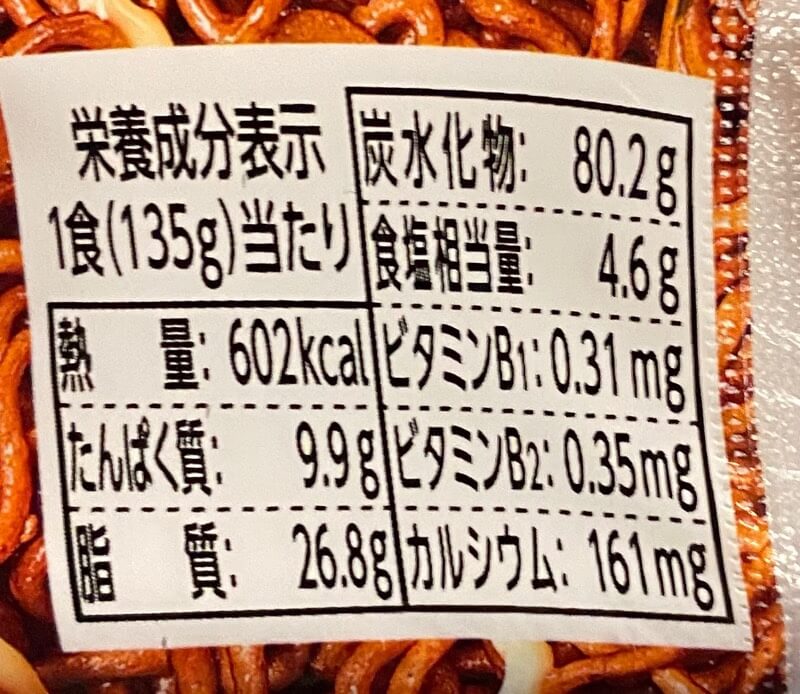 栄養成分表示
1食(135g)当たり
熱 量: 602kcal
たんぱく質: 9.9g
脂 質: 26.8g
炭水化物: 80.2g
食塩相当量: 4.6g
ビタミンB1: 0.31mg
ビタミンB2: 0.35mg
カルシウム: 161mg